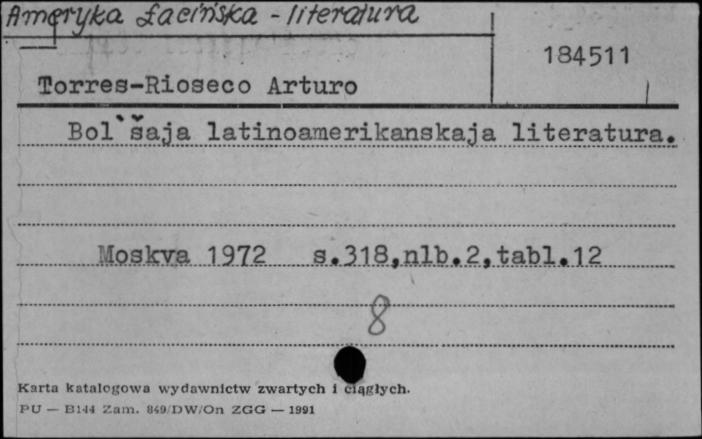 Ameryka Łacińska - literatura
184511
Torres-Rioseco Arturo
Bol`šaja latinoamerikanskaja literatura.
Moskva 1972 s.318,nlb.2,tabl.12
8
Karta katalogowa wydawnictw zwartych i ciągłych.
PU — B144 Zam. 849/DW/On ZGG — 1991